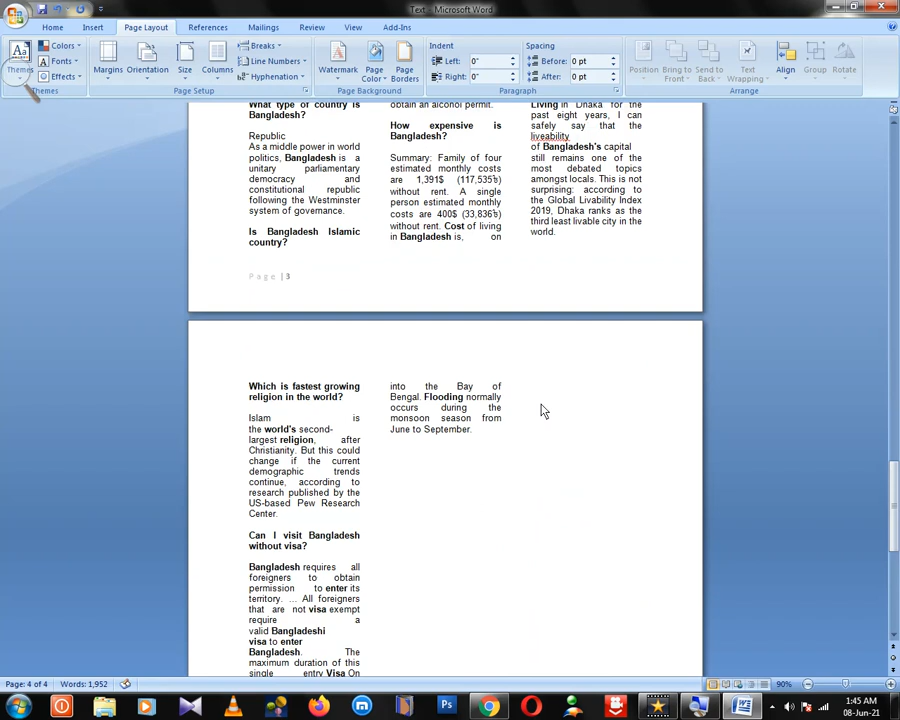 Text - Microsoft Word
Home Insert Page Layout References Mailings Review View Add-Ins
Themes
Colors
Fonts
Effects
Themes
Margins
Orientation
Size
Columns
Breaks
Line Numbers
Hyphenation
Page Setup
Watermark
Page Color
Page Borders
Page Background
Indent
Left: 0"
Right: 0"
Spacing
Before: 0 pt
After: 0 pt
Paragraph
Position
Bring to Front
Send to Back
Text Wrapping
Align
Group
Rotate
Arrange
What type of country is
Bangladesh?
Republic
As a middle power in world
politics, Bangladesh is a
unitary parliamentary
democracy and
constitutional republic
following the Westminster
system of governance.
Is Bangladesh Islamic
country?
obtain an alcohol permit.
How expensive is
Bangladesh?
Summary: Family of four
estimated monthly costs
are 1,391$ (117,535৳)
without rent. A single
person estimated monthly
costs are 400$ (33,836৳)
without rent. Cost of living
in Bangladesh is, on
Living in Dhaka for the
past eight years, I can
safely say that the
liveability
of Bangladesh's capital
still remains one of the
most debated topics
amongst locals. This is not
surprising: according to
the Global Livability Index
2019, Dhaka ranks as the
third least livable city in the
world.
Page | 3
Which is fastest growing
religion in the world?
Islam is
the world's second-
largest religion, after
Christianity. But this could
change if the current
demographic trends
continue, according to
research published by the
US-based Pew Research
Center.
Can I visit Bangladesh
without visa?
Bangladesh requires all
foreigners to obtain
permission to enter its
territory. ... All foreigners
that are not visa exempt
require a
valid Bangladeshi
visa to enter
Bangladesh. The
maximum duration of this
single entry Visa On
into the Bay of
Bengal. Flooding normally
occurs during the
monsoon season from
June to September.
Page: 4 of 4 Words: 1,952
90%
1:45 AM
08-Jun-21